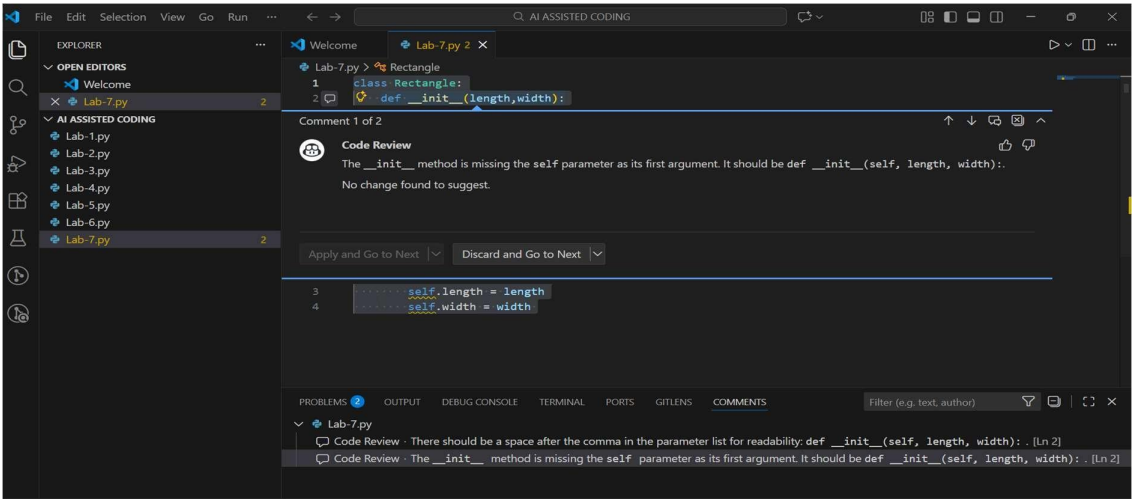 File Edit Selection View Go Run ··· AI ASSISTED CODING
EXPLORER ···
OPEN EDITORS
Welcome
Lab-7.py 2
AI ASSISTED CODING
Lab-1.py
Lab-2.py
Lab-3.py
Lab-4.py
Lab-5.py
Lab-6.py
Lab-7.py 2
Welcome Lab-7.py 2
Lab-7.py > Rectangle
1 class Rectangle:
2 def __init__(length,width):
Comment 1 of 2
Code Review
The __init__ method is missing the self parameter as its first argument. It should be def __init__(self, length, width):.
No change found to suggest.
Apply and Go to Next Discard and Go to Next
3 self.length = length
4 self.width = width
PROBLEMS 2 OUTPUT DEBUG CONSOLE TERMINAL PORTS GITLENS COMMENTS Filter (e.g. text, author)
Lab-7.py
Code Review · There should be a space after the comma in the parameter list for readability: def __init__(self, length, width): . [Ln 2]
Code Review · The __init__ method is missing the self parameter as its first argument. It should be def __init__(self, length, width): . [Ln 2]